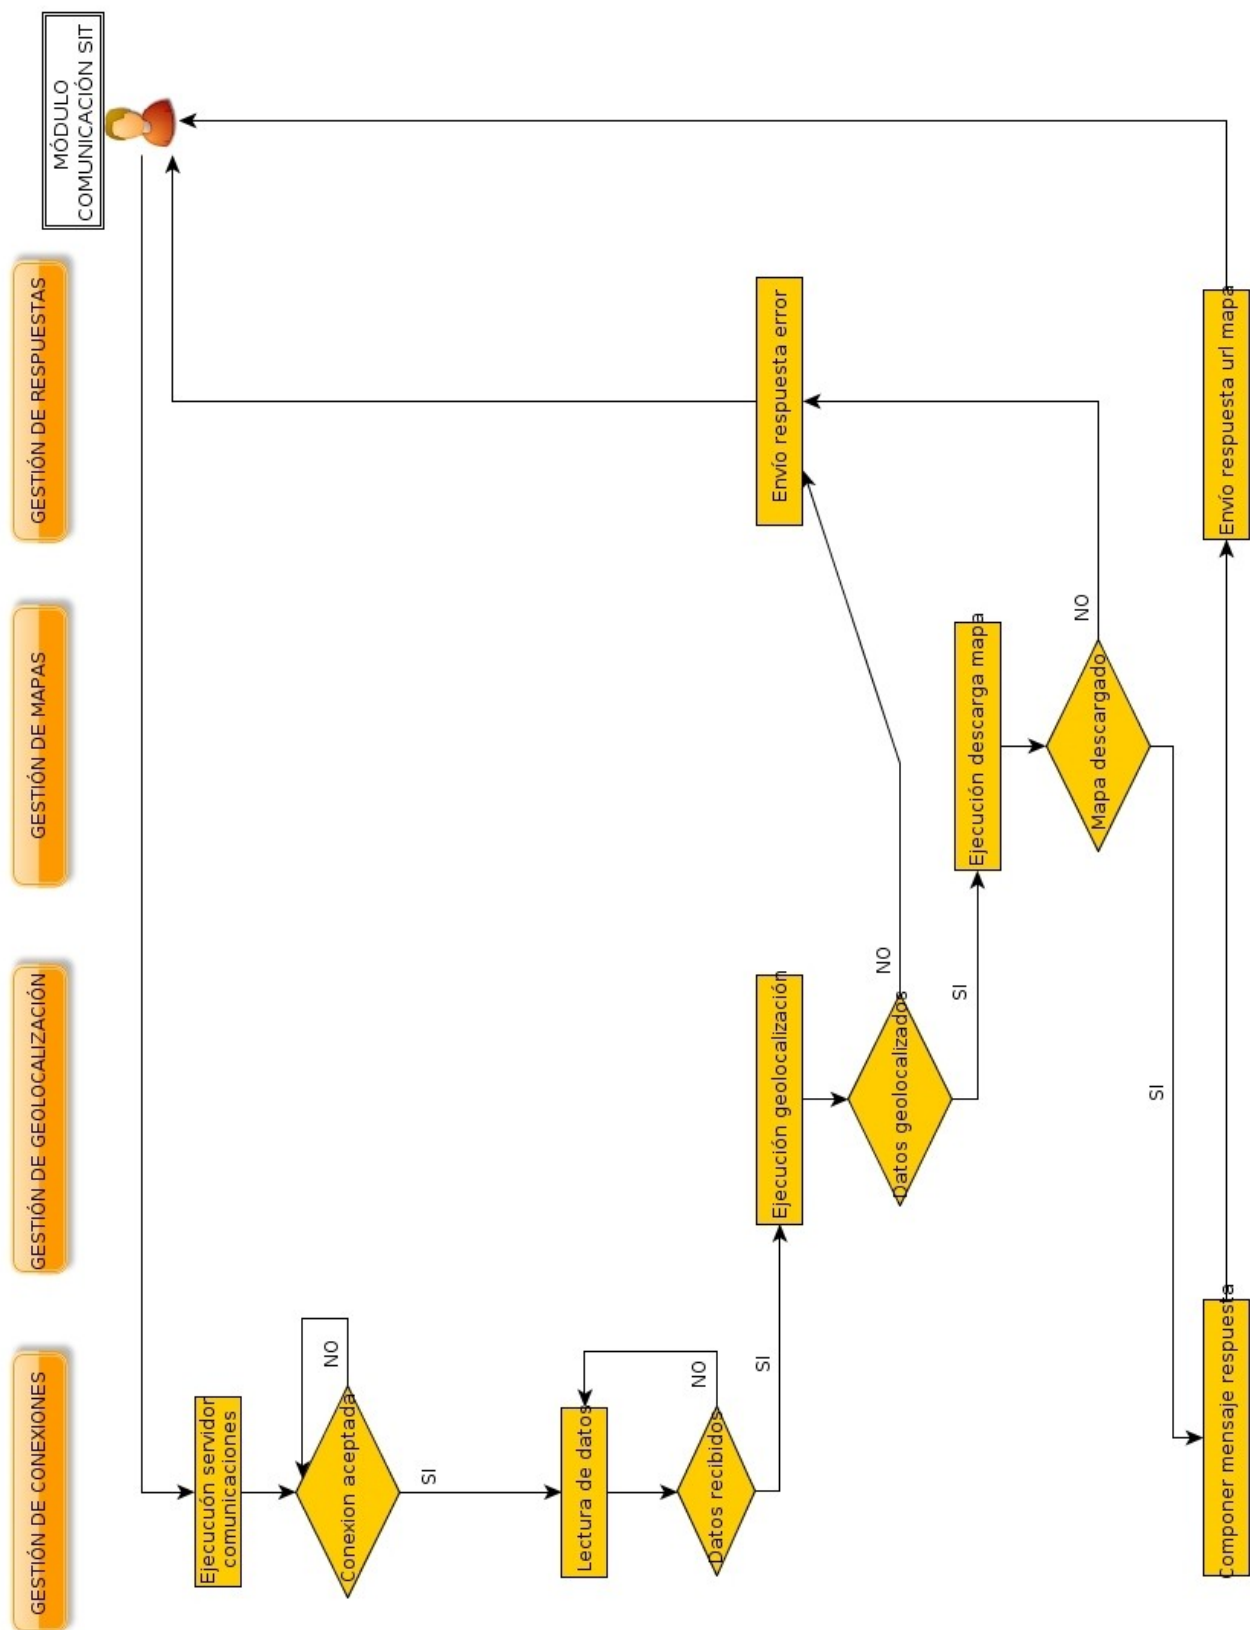 GESTIÓN DE CONEXIONES
GESTIÓN DE GEOLOCALIZACIÓN
GESTIÓN DE MAPAS
GESTIÓN DE RESPUESTAS
MÓDULO
COMUNICACIÓN SIT
Ejecucuón servidor
comunicaciones
NO
Conexion aceptada
SI
Lectura de datos
NO
Datos recibidos
SI
Ejecución geolocalización
Envío respuesta error
NO
Datos geolocalizados
SI
Ejecución descarga mapa
NO
Mapa descargado
SI
Componer mensaje respuesta
Envío respuesta url mapa